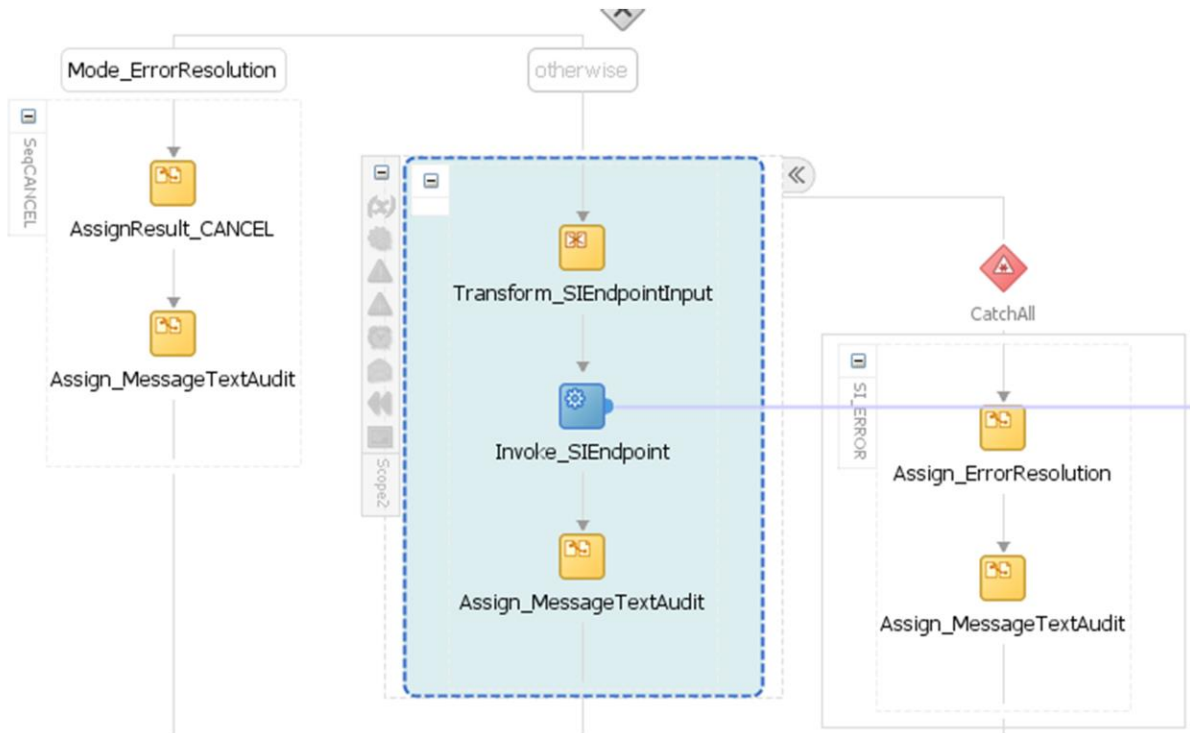 Mode_ErrorResolution
otherwise
SeqCANCEL
AssignResult_CANCEL
Assign_MessageTextAudit
Scope2
Transform_SIEndpointInput
Invoke_SIEndpoint
Assign_MessageTextAudit
CatchAll
SI_ERROR
Assign_ErrorResolution
Assign_MessageTextAudit